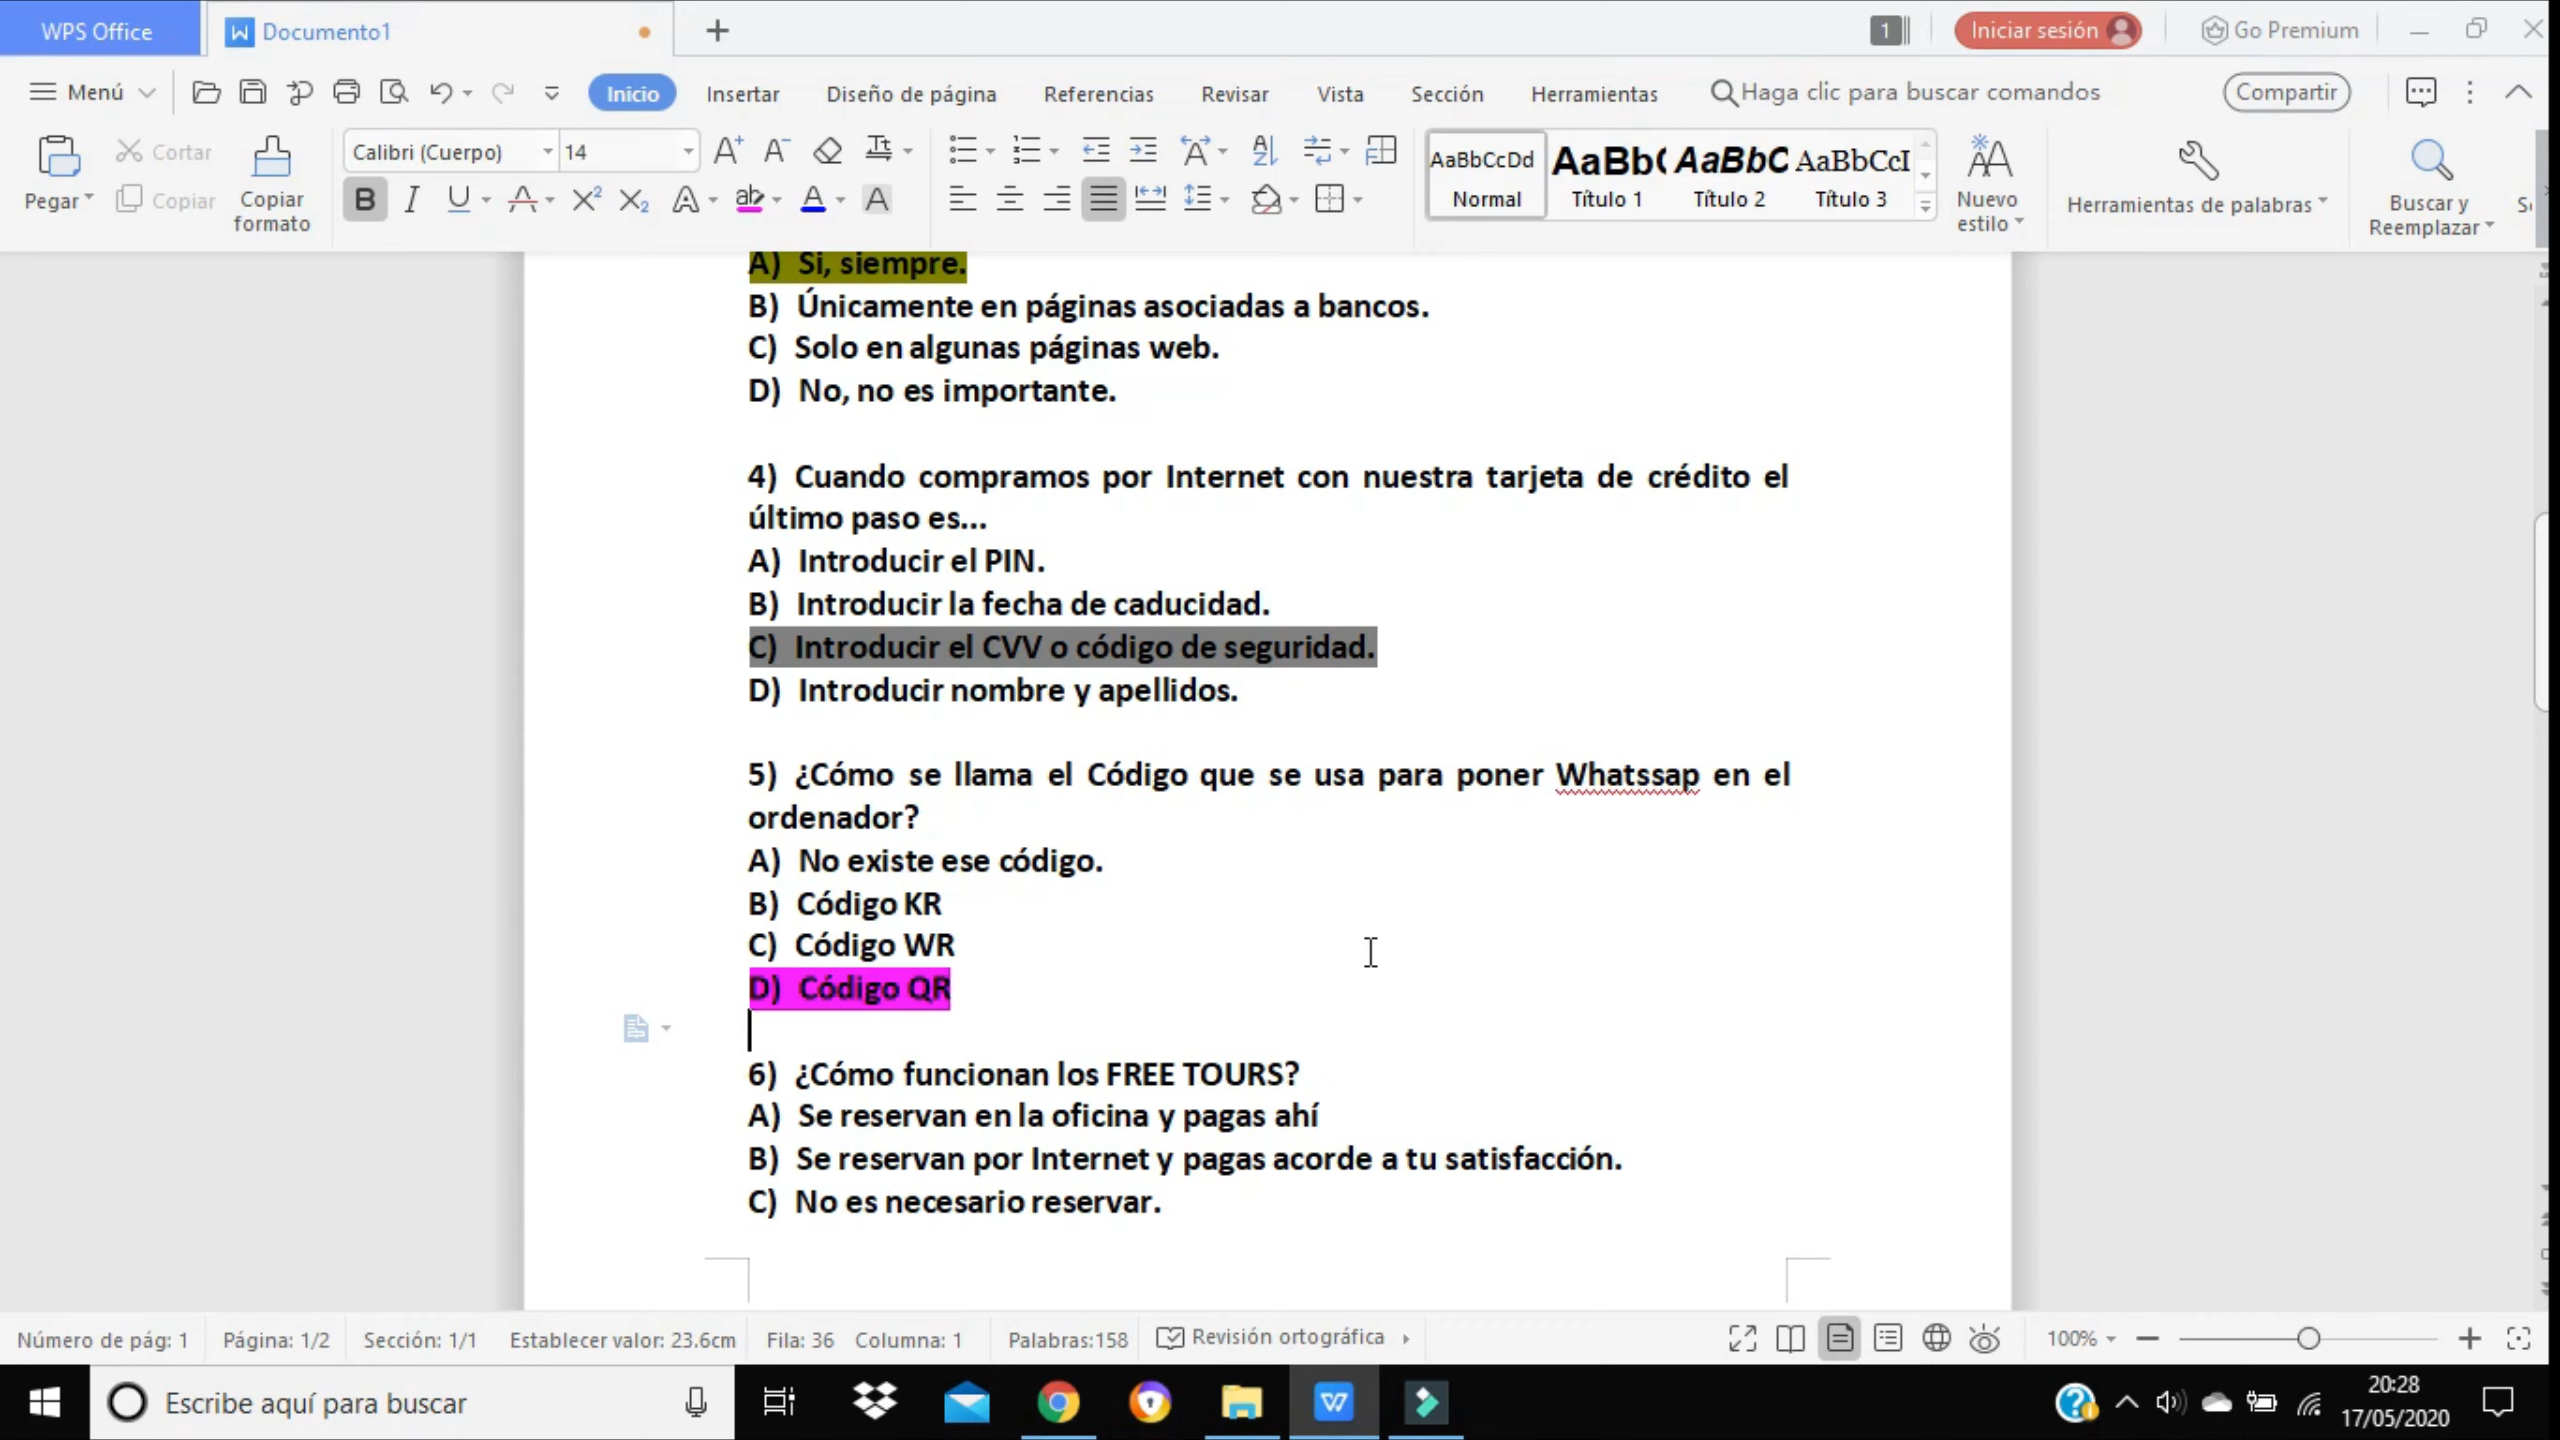 WPS Office
Documento1
1
Iniciar sesión
Go Premium
Menú
Inicio
Insertar
Diseño de página
Referencias
Revisar
Vista
Sección
Herramientas
Haga clic para buscar comandos
Compartir
Pegar
Cortar
Copiar
Copiar formato
Calibri (Cuerpo)
14
AaBbCcDd
Normal
AaBb(
Título 1
AaBbC
Título 2
AaBbCcI
Título 3
Nuevo estilo
Herramientas de palabras
Buscar y Reemplazar
A) Si, siempre.
B) Únicamente en páginas asociadas a bancos.
C) Solo en algunas páginas web.
D) No, no es importante.
4) Cuando compramos por Internet con nuestra tarjeta de crédito el
último paso es...
A) Introducir el PIN.
B) Introducir la fecha de caducidad.
C) Introducir el CVV o código de seguridad.
D) Introducir nombre y apellidos.
5) ¿Cómo se llama el Código que se usa para poner Whatssap en el
ordenador?
A) No existe ese código.
B) Código KR
C) Código WR
D) Código QR
6) ¿Cómo funcionan los FREE TOURS?
A) Se reservan en la oficina y pagas ahí
B) Se reservan por Internet y pagas acorde a tu satisfacción.
C) No es necesario reservar.
Número de pág: 1
Página: 1/2
Sección: 1/1
Establecer valor: 23.6cm
Fila: 36
Columna: 1
Palabras:158
Revisión ortográfica
100%
Escribe aquí para buscar
20:28
17/05/2020